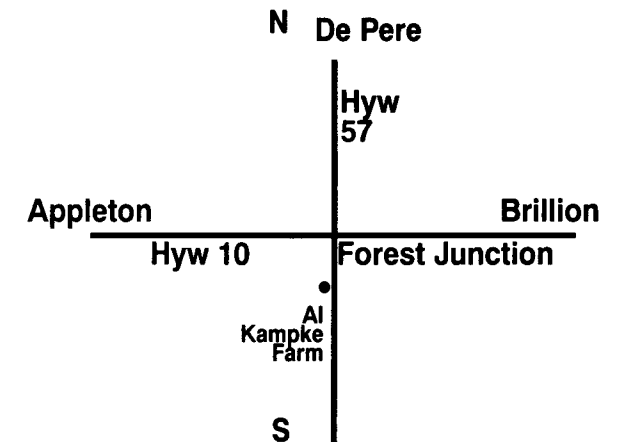 N De Pere
Hyw
57
Appleton
Brillion
Hyw 10
Forest Junction
Al
Kampke
Farm
S